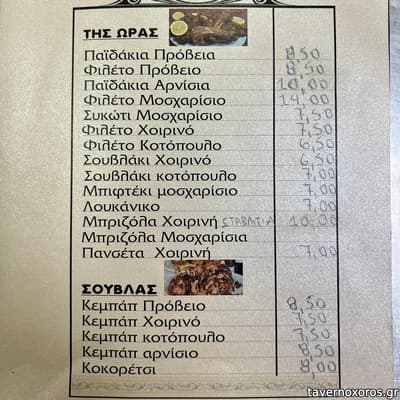 ΤΗΣ ΩΡΑΣ
Παϊδάκια Πρόβεια 8,50
Φιλέτο Πρόβειο 8,50
Παϊδάκια Αρνίσια 10,00
Φιλέτο Μοσχαρίσιο 14,00
Συκώτι Μοσχαρίσιο 7,50
Φιλέτο Χοιρινό 7,50
Φιλέτο Κοτόπουλο 6,50
Σουβλάκι Χοιρινό 6,50
Σουβλάκι κοτόπουλο 7,00
Μπιφτέκι μοσχαρίσιο 7,00
Λουκάνικο 7,00
Μπριζόλα Χοιρινή ΣΤΑΒΛΙΣΙΑ 10,00
Μπριζόλα Μοσχαρίσια
Πανσέτα Χοιρινή 7,00
ΣΟΥΒΛΑΣ
Κεμπάπ Πρόβειο 8,50
Κεμπάπ Χοιρινό 7,50
Κεμπάπ κοτόπουλο 7,50
Κεμπάπ αρνίσιο 8,50
Κοκορέτσι 8,00
tavernoxoros.gr